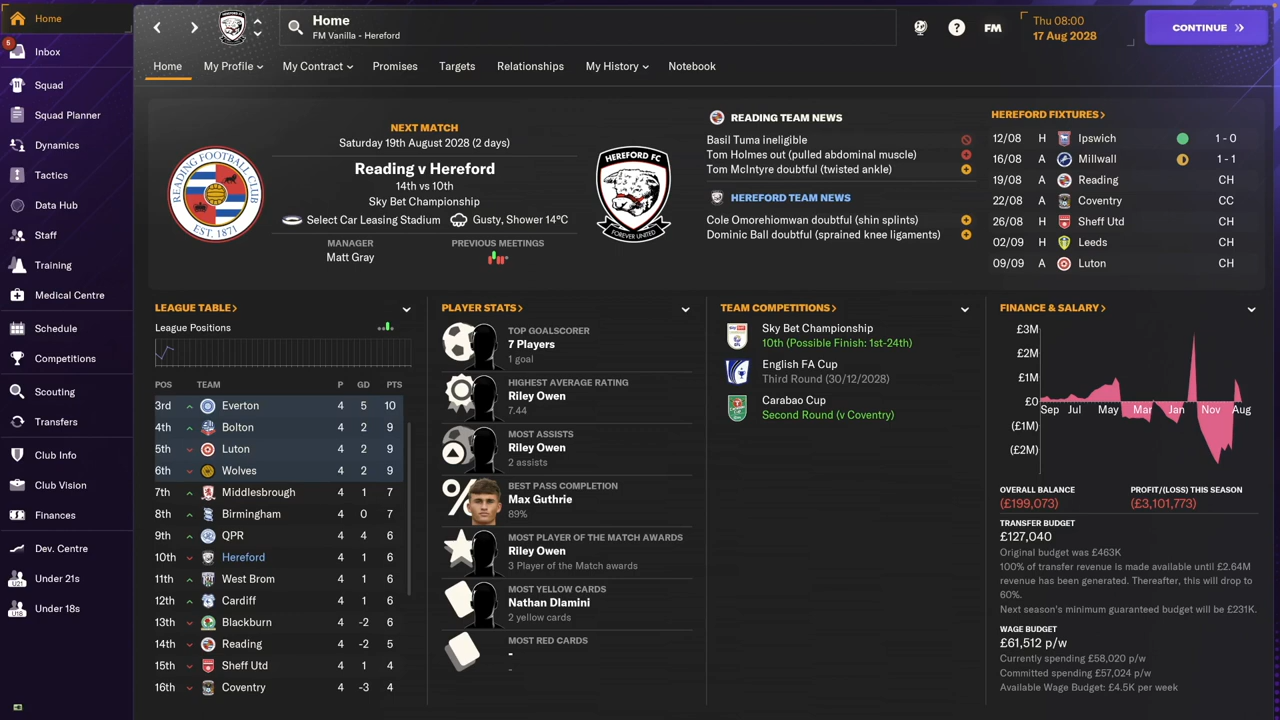 Home
5
Inbox
Squad
Squad Planner
Dynamics
Tactics
Data Hub
Staff
Training
Medical Centre
Schedule
Competitions
Scouting
Transfers
Club Info
Club Vision
Finances
Dev. Centre
U21
Under 21s
U18
Under 18s
Home
FM Vanilla - Hereford
?
FM
Thu 08:00
17 Aug 2028
CONTINUE
Home
My Profile
My Contract
Promises
Targets
Relationships
My History
Notebook
READING FOOTBALL CLUB
EST. 1871
NEXT MATCH
Saturday 19th August 2028 (2 days)
Reading v Hereford
14th vs 10th
Sky Bet Championship
Select Car Leasing Stadium
Gusty, Shower 14°C
MANAGER
Matt Gray
PREVIOUS MEETINGS
HEREFORD FC
FOREVER UNITED
READING TEAM NEWS
Basil Tuma ineligible
Tom Holmes out (pulled abdominal muscle)
Tom McIntyre doubtful (twisted ankle)
HEREFORD TEAM NEWS
Cole Omorehiomwan doubtful (shin splints)
Dominic Ball doubtful (sprained knee ligaments)
HEREFORD FIXTURES
12/08 H Ipswich 1 - 0
16/08 A Millwall 1 - 1
19/08 A Reading CH
22/08 A Coventry CC
26/08 H Sheff Utd CH
02/09 H Leeds CH
09/09 A Luton CH
LEAGUE TABLE
League Positions
POS TEAM P GD PTS
3rd Everton 4 5 10
4th Bolton 4 2 9
5th Luton 4 2 9
6th Wolves 4 2 9
7th Middlesbrough 4 1 7
8th Birmingham 4 0 7
9th QPR 4 4 6
10th Hereford 4 1 6
11th West Brom 4 1 6
12th Cardiff 4 1 6
13th Blackburn 4 -2 6
14th Reading 4 -2 5
15th Sheff Utd 4 1 4
16th Coventry 4 -3 4
PLAYER STATS
TOP GOALSCORER
7 Players
1 goal
HIGHEST AVERAGE RATING
Riley Owen
7.44
MOST ASSISTS
Riley Owen
2 assists
%
BEST PASS COMPLETION
Max Guthrie
89%
MOST PLAYER OF THE MATCH AWARDS
Riley Owen
3 Player of the Match awards
MOST YELLOW CARDS
Nathan Dlamini
2 yellow cards
MOST RED CARDS
-
-
TEAM COMPETITIONS
Sky Bet Championship
10th (Possible Finish: 1st-24th)
English FA Cup
Third Round (30/12/2028)
Carabao Cup
Second Round (v Coventry)
FINANCE & SALARY
£3M
£2M
£1M
£0
(£1M)
(£2M)
Sep Jul May Mar Jan Nov Aug
OVERALL BALANCE
(£199,073)
PROFIT/(LOSS) THIS SEASON
(£3,101,773)
TRANSFER BUDGET
£127,040
Original budget was £463K
100% of transfer revenue is made available until £2.64M
revenue has been generated. Thereafter, this will drop to
60%.
Next season's minimum guaranteed budget will be £231K.
WAGE BUDGET
£61,512 p/w
Currently spending £58,020 p/w
Committed spending £57,024 p/w
Available Wage Budget: £4.5K per week